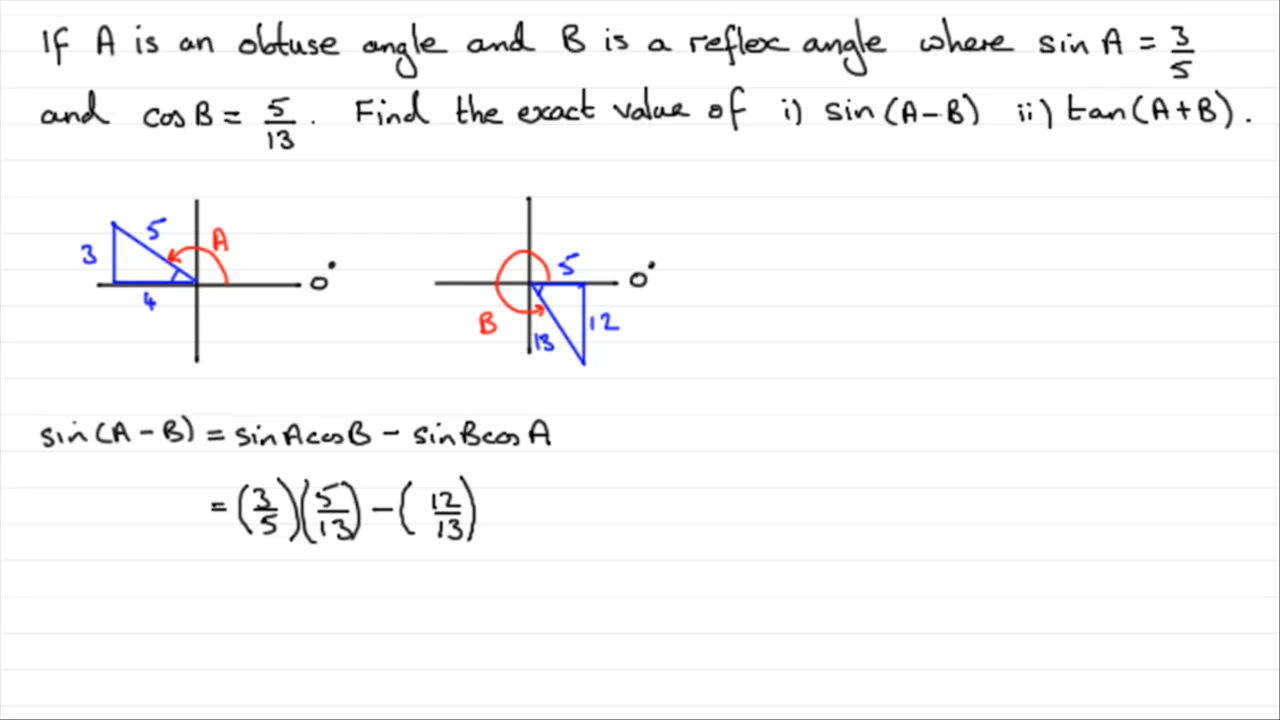 If A is an obtuse angle and B is a reflex angle where sin A = 3/5
and cos B = 5/13. Find the exact value of i) sin(A-B) ii) tan(A+B).
5 A
3 0°
4
5 0°
B 12
13
sin(A - B) = sinAcosB - sinBcosA
= (3/5)(5/13) - ( 12/13)